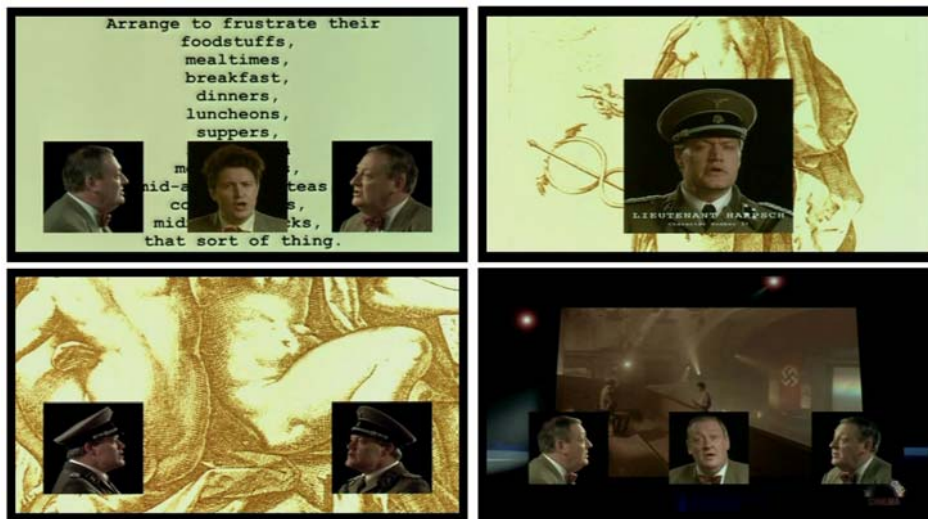 Arrange to frustrate their
foodstuffs,
mealtimes,
breakfast,
dinners,
luncheons,
suppers,
teas
that sort of thing.
LIEUTENANT HARPSCH